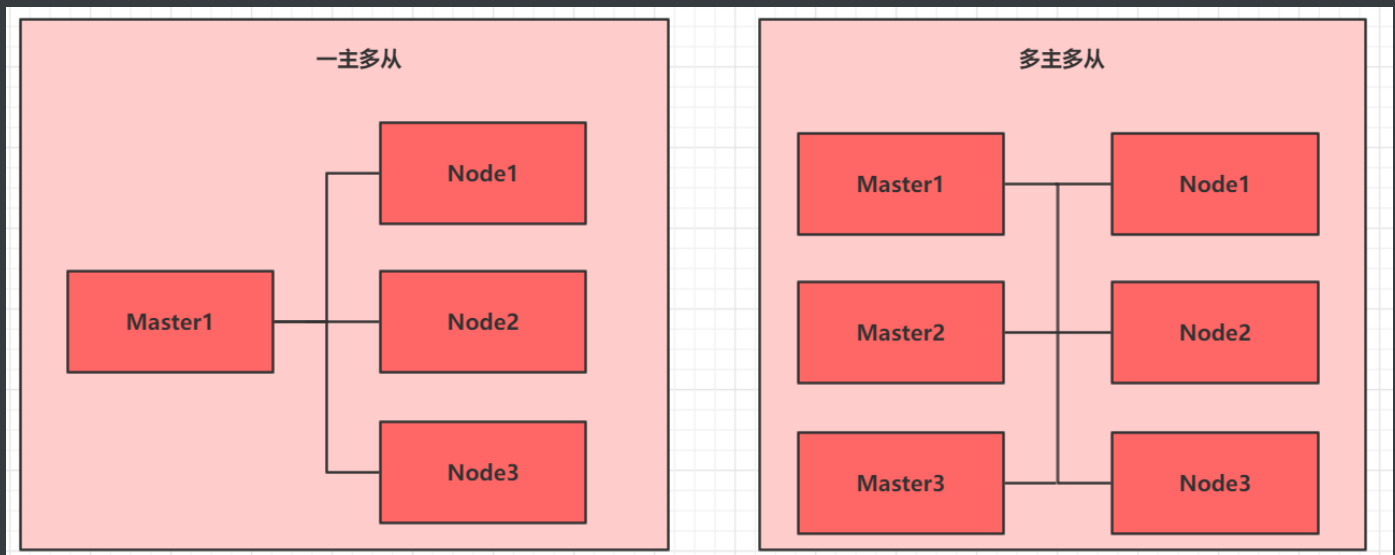 一主多从
Node1
Master1
Node2
Node3
多主多从
Master1
Node1
Master2
Node2
Master3
Node3